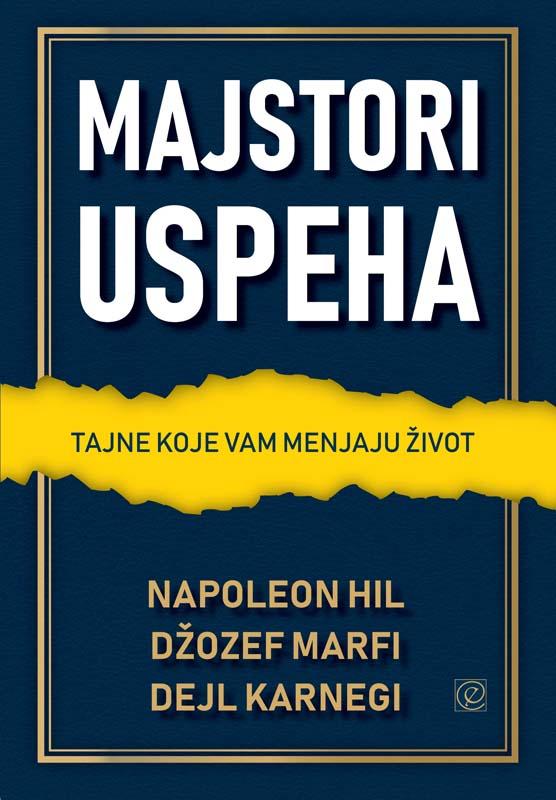 MAJSTORI
USPEHA
TAJNE KOJE VAM MENJAJU ŽIVOT
NAPOLEON HIL
DŽOZEF MARFI
DEJL KARNEGI